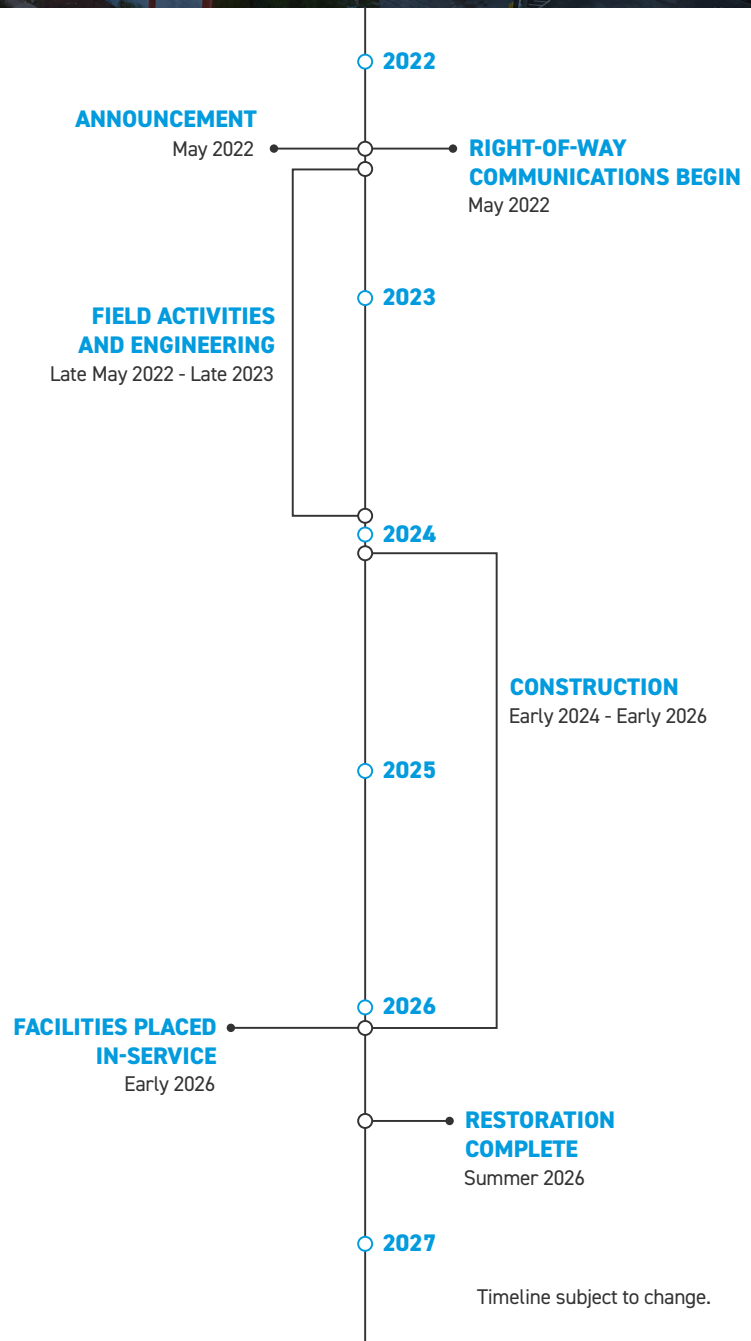 2022
ANNOUNCEMENT
May 2022
RIGHT-OF-WAY
COMMUNICATIONS BEGIN
May 2022
2023
FIELD ACTIVITIES
AND ENGINEERING
Late May 2022 - Late 2023
2024
CONSTRUCTION
Early 2024 - Early 2026
2025
2026
FACILITIES PLACED
IN-SERVICE
Early 2026
RESTORATION
COMPLETE
Summer 2026
2027
Timeline subject to change.